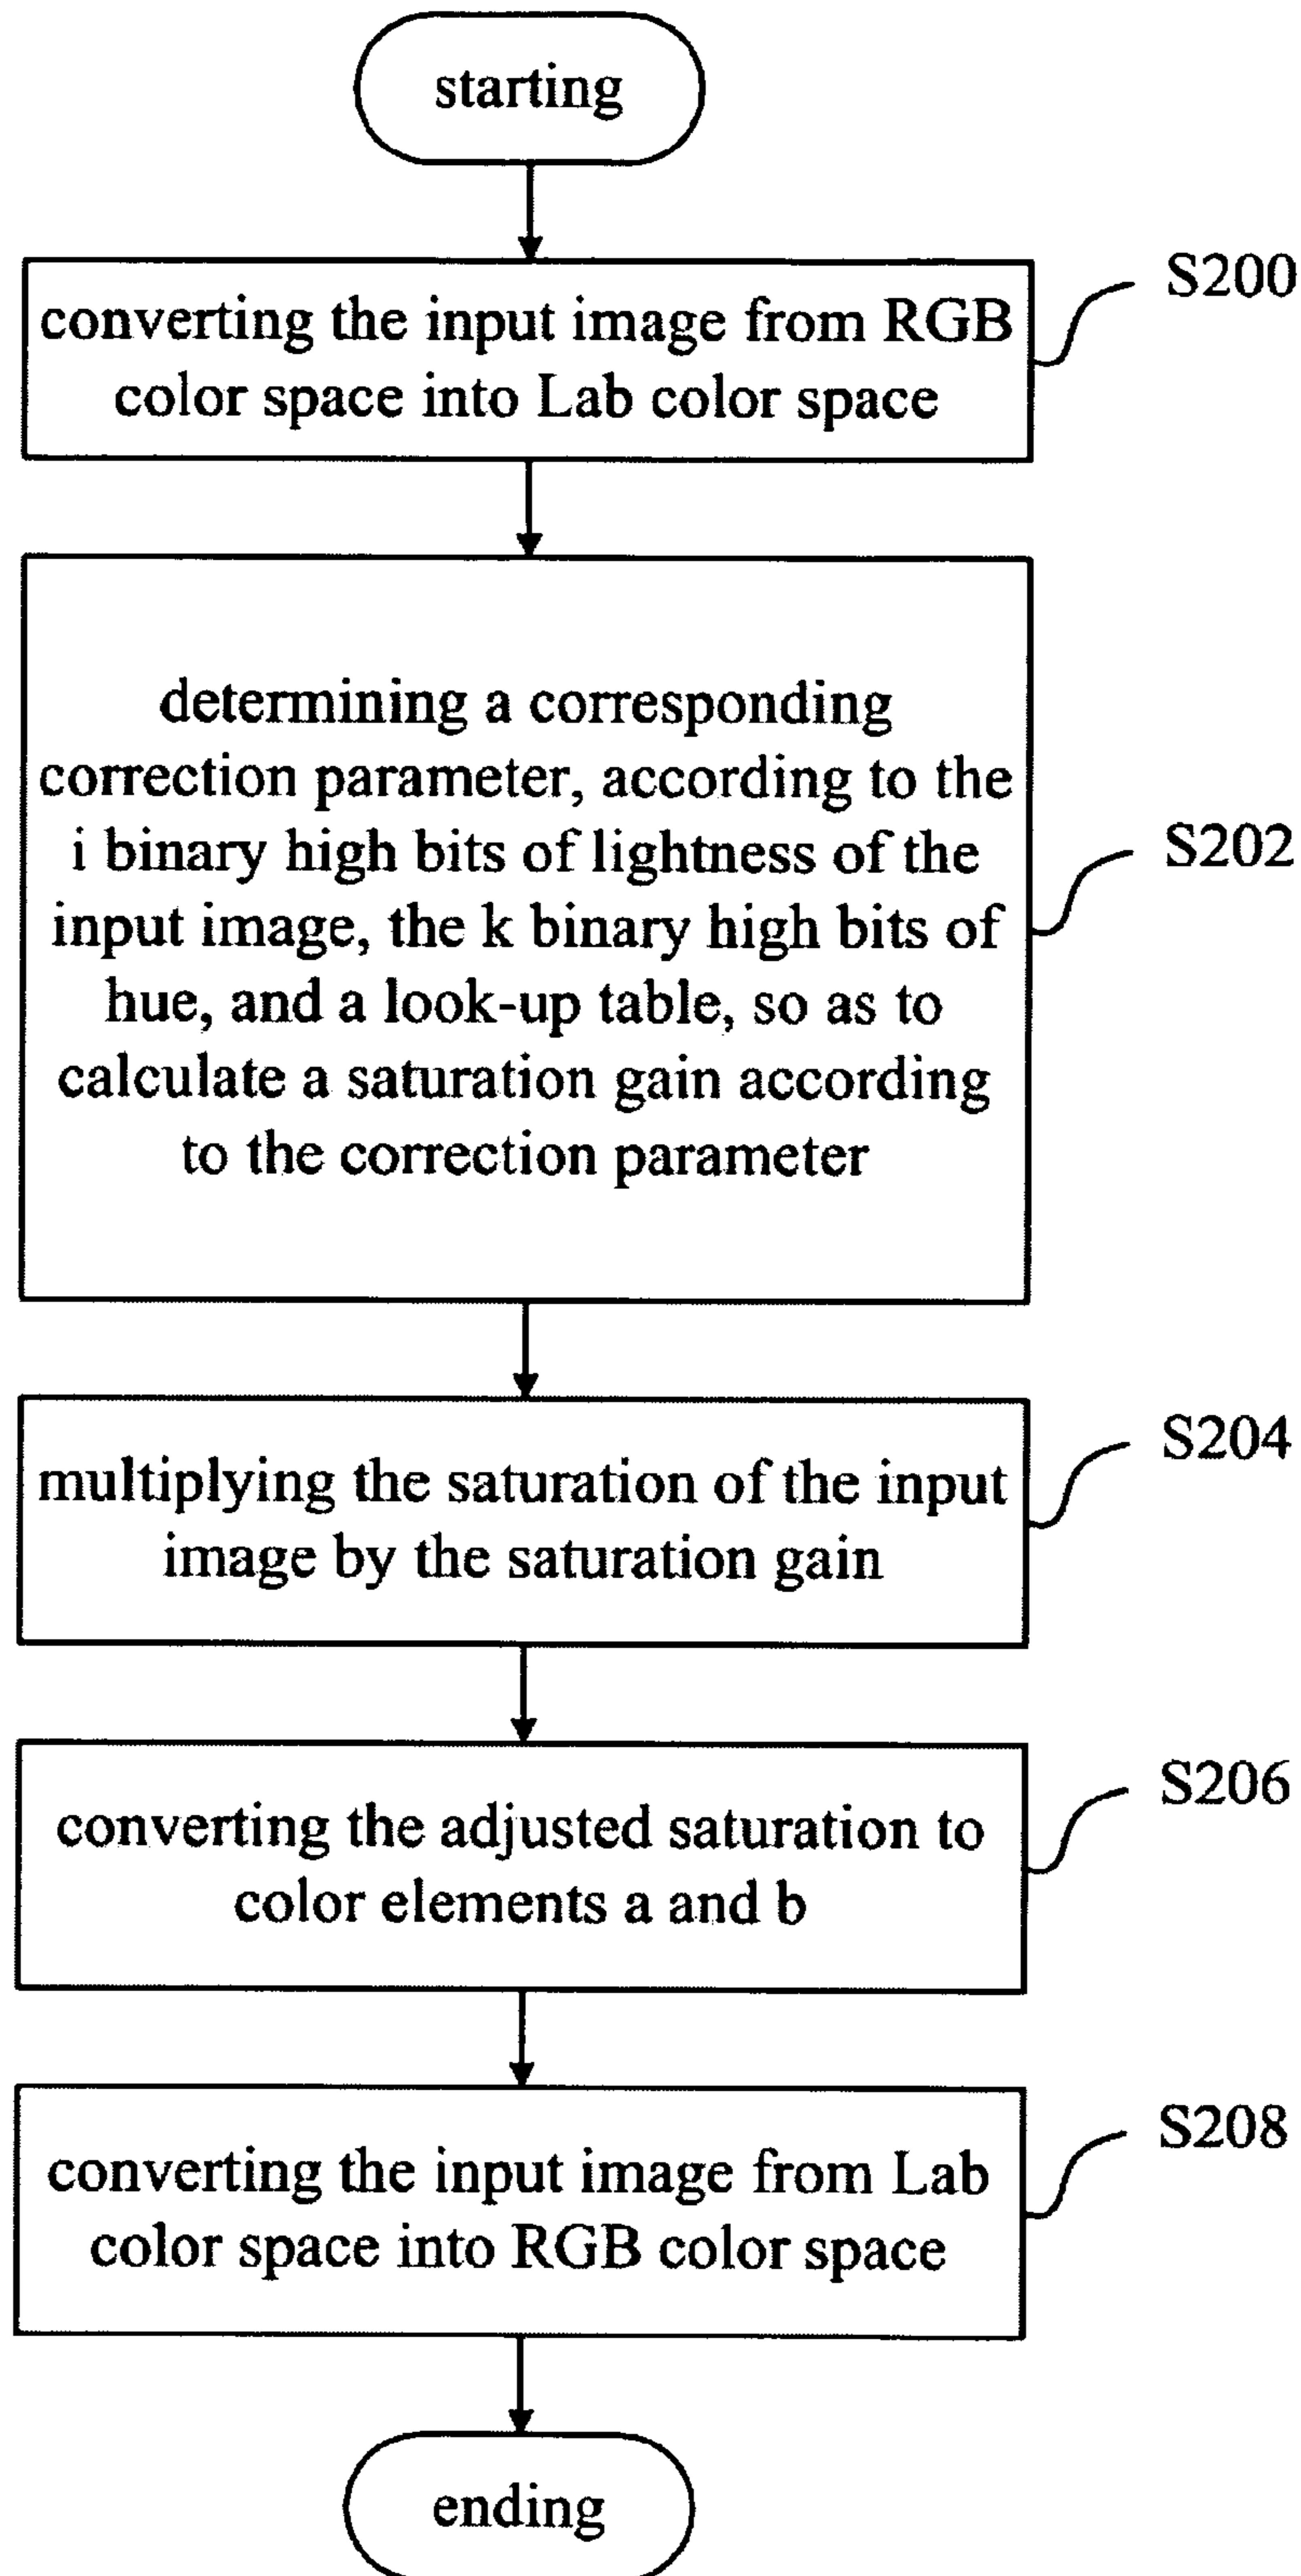 starting
S200
converting the input image from RGB
color space into Lab color space
determining a corresponding
correction parameter, according to the
i binary high bits of lightness of the
input image, the k binary high bits of
hue, and a look-up table, so as to
calculate a saturation gain according
to the correction parameter
S202
multiplying the saturation of the input
image by the saturation gain
S204
converting the adjusted saturation to
color elements a and b
S206
converting the input image from Lab
color space into RGB color space
S208
ending